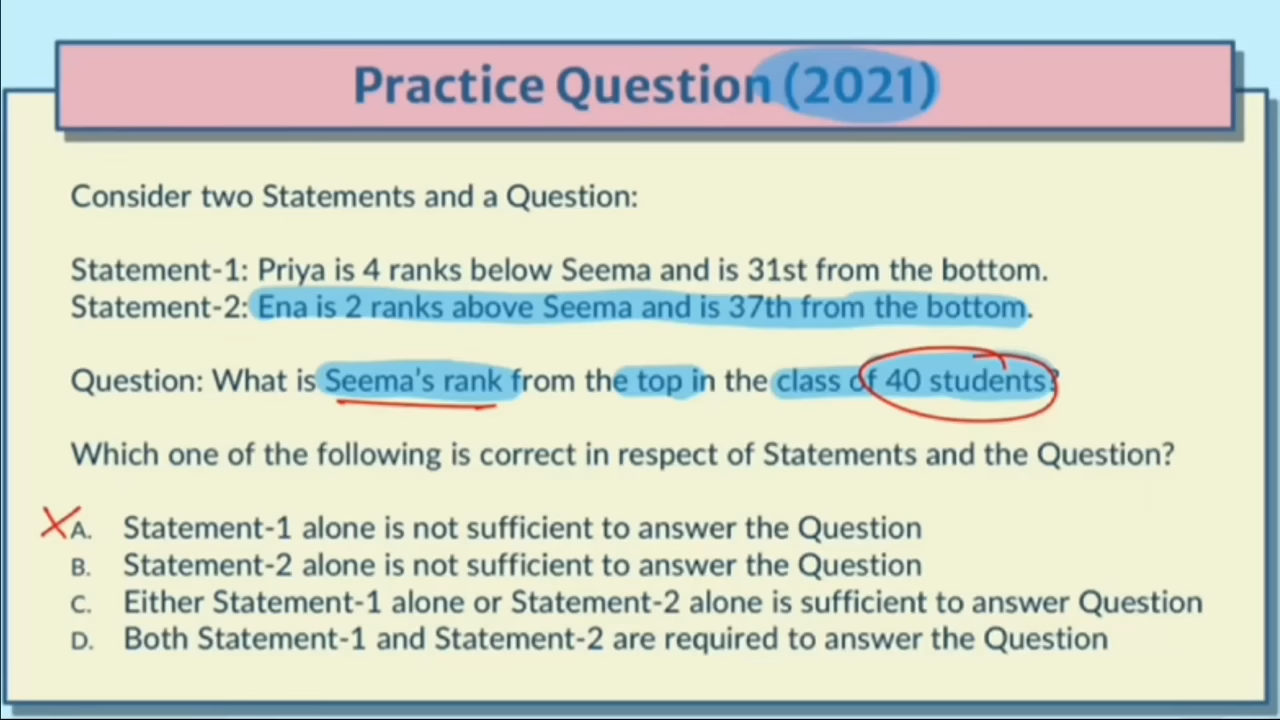 Practice Question (2021)
Consider two Statements and a Question:
Statement-1: Priya is 4 ranks below Seema and is 31st from the bottom.
Statement-2: Ena is 2 ranks above Seema and is 37th from the bottom.
Question: What is Seema's rank from the top in the class of 40 students?
Which one of the following is correct in respect of Statements and the Question?
A. Statement-1 alone is not sufficient to answer the Question
B. Statement-2 alone is not sufficient to answer the Question
C. Either Statement-1 alone or Statement-2 alone is sufficient to answer Question
D. Both Statement-1 and Statement-2 are required to answer the Question